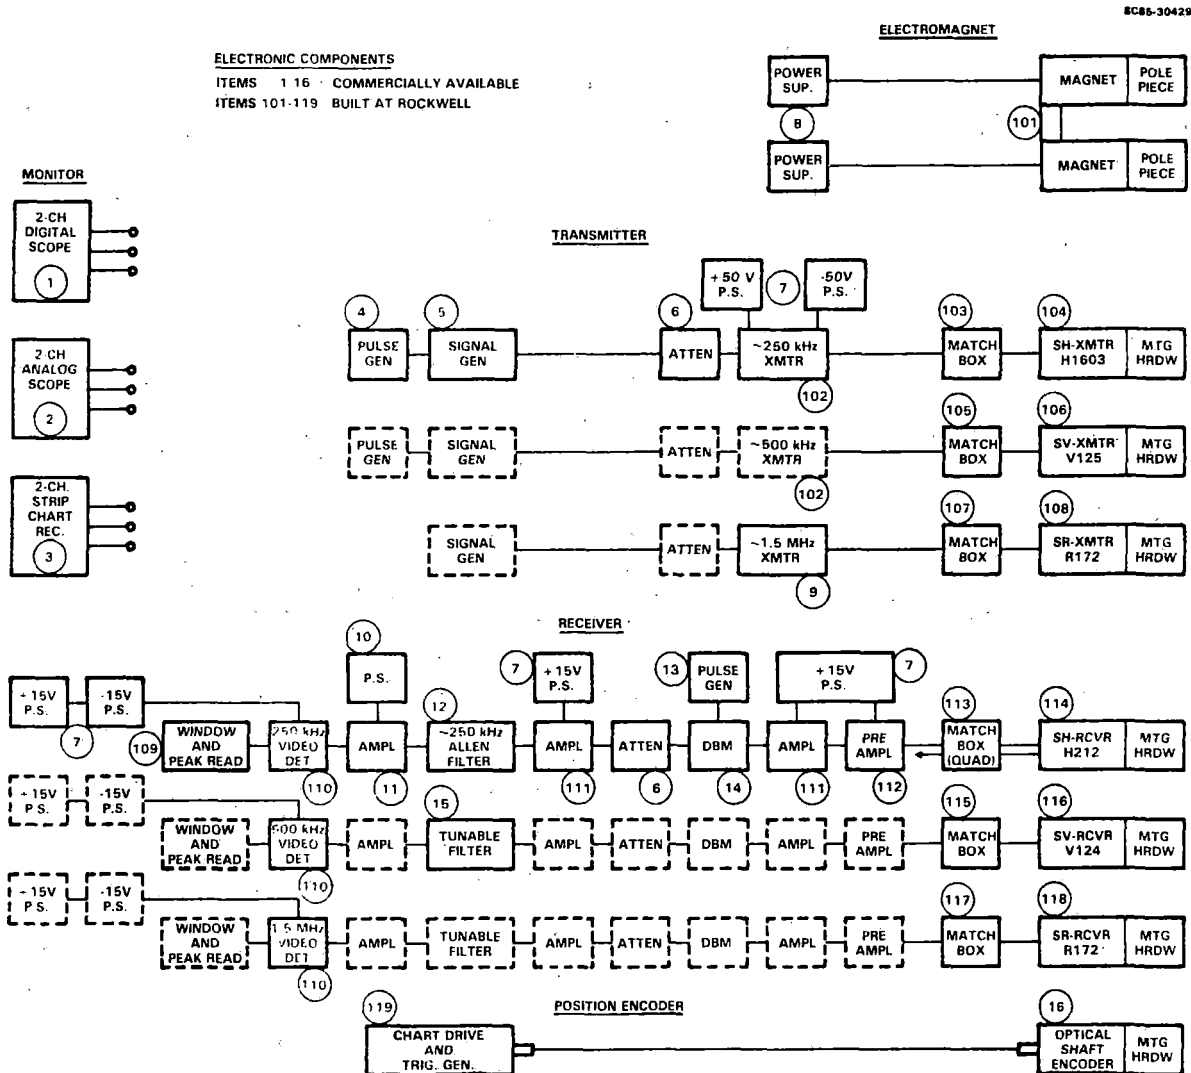 SC85-30429
ELECTROMAGNET
ELECTRONIC COMPONENTS
ITEMS 1 16 · COMMERCIALLY AVAILABLE
ITEMS 101-119 BUILT AT ROCKWELL
POWER
SUP.
MAGNET
POLE
PIECE
8
101
POWER
SUP.
MAGNET
POLE
PIECE
MONITOR
2-CH
DIGITAL
SCOPE
1
2-CH
ANALOG
SCOPE
2
2-CH.
STRIP
CHART
REC.
3
TRANSMITTER
+50 V
P.S.
7
-50V
P.S.
4
5
6
103
104
PULSE
GEN
SIGNAL
GEN
ATTEN
~250 kHz
XMTR
MATCH
BOX
SH-XMTR
H1603
MTG
HRDW
102
105
106
PULSE
GEN
SIGNAL
GEN
ATTEN
~500 kHz
XMTR
MATCH
BOX
SV-XMTR
V125
MTG
HRDW
102
107
108
SIGNAL
GEN
ATTEN
~1.5 MHz
XMTR
MATCH
BOX
SR-XMTR
R172
MTG
HRDW
9
RECEIVER
10
P.S.
7
+15V
P.S.
13
PULSE
GEN
+15V
P.S.
7
+15V
P.S.
-15V
P.S.
7
12
113
114
109
WINDOW
AND
PEAK READ
250 kHz
VIDEO
DET
AMPL
~250 kHz
ALLEN
FILTER
AMPL
ATTEN
DBM
AMPL
PRE
AMPL
MATCH
BOX
(QUAD)
SH-RCVR
H212
MTG
HRDW
110
11
111
6
14
111
112
+15V
P.S.
-15V
P.S.
15
115
116
WINDOW
AND
PEAK READ
500 kHz
VIDEO
DET
AMPL
TUNABLE
FILTER
AMPL
ATTEN
DBM
AMPL
PRE
AMPL
MATCH
BOX
SV-RCVR
V124
MTG
HRDW
110
+15V
P.S.
-15V
P.S.
117
118
WINDOW
AND
PEAK READ
1.5 MHz
VIDEO
DET
AMPL
TUNABLE
FILTER
AMPL
ATTEN
DBM
AMPL
PRE
AMPL
MATCH
BOX
SR-RCVR
R172
MTG
HRDW
110
POSITION ENCODER
119
16
CHART DRIVE
AND
TRIG. GEN.
OPTICAL
SHAFT
ENCODER
MTG
HRDW